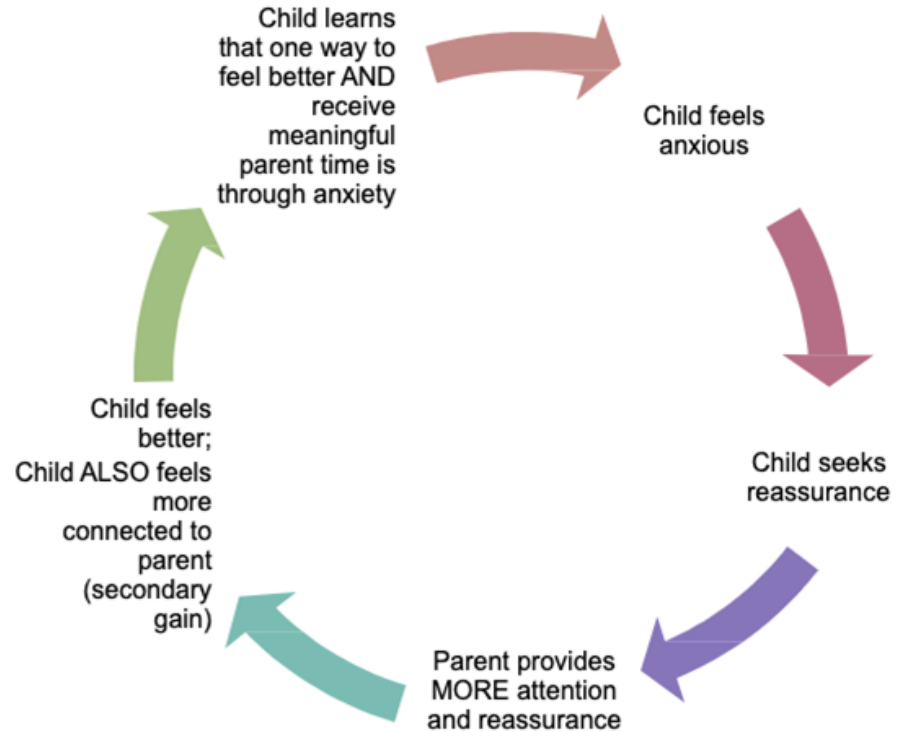 Child learns
that one way to
feel better AND
receive
meaningful
parent time is
through anxiety
Child feels
anxious
Child seeks
reassurance
Parent provides
MORE attention
and reassurance
Child feels
better;
Child ALSO feels
more
connected to
parent
(secondary
gain)